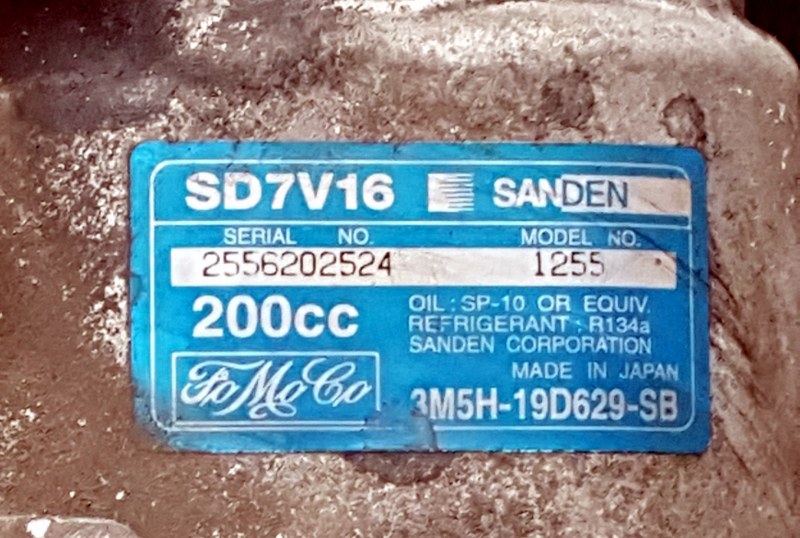 SD7V16 SANDEN
SERIAL NO. MODEL NO.
2556202524 1255
200cc
OIL : SP-10 OR EQUIV.
REFRIGERANT : R134a
SANDEN CORPORATION
MADE IN JAPAN
FoMoCo
3M5H-19D629-SB